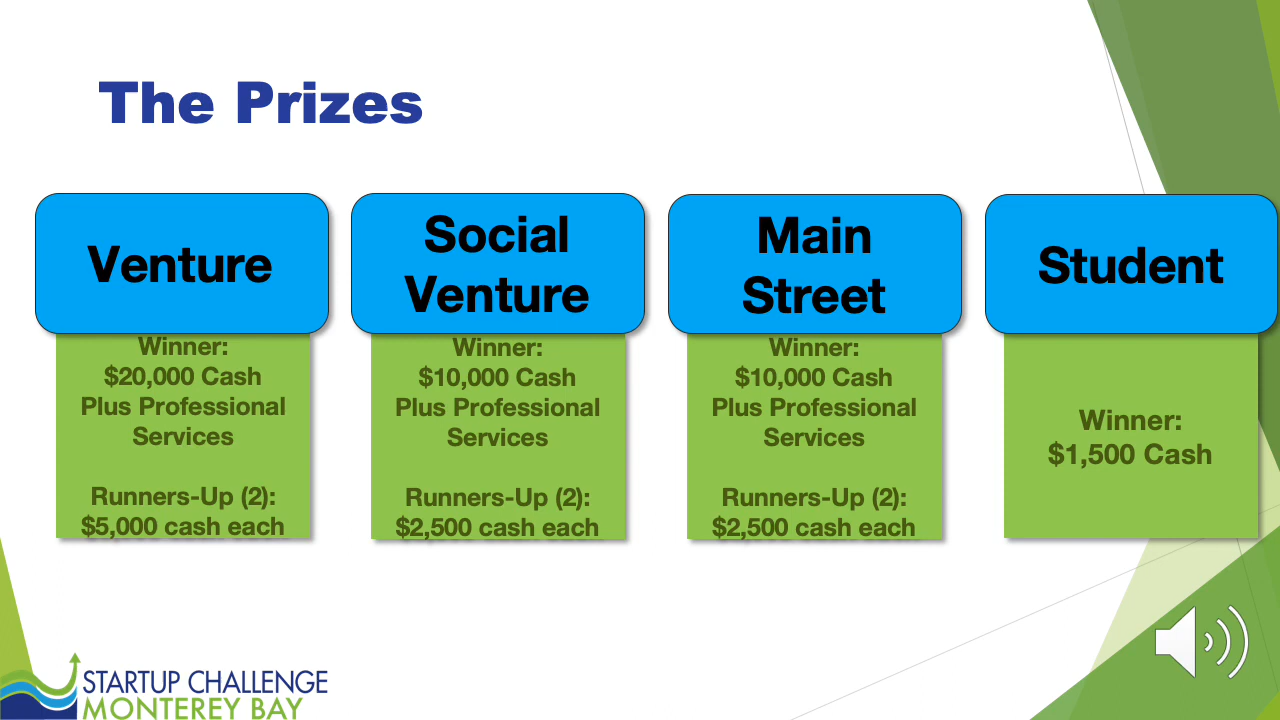 The Prizes
Venture
Winner:
$20,000 Cash
Plus Professional
Services
Runners-Up (2):
$5,000 cash each
Social
Venture
Winner:
$10,000 Cash
Plus Professional
Services
Runners-Up (2):
$2,500 cash each
Main
Street
Winner:
$10,000 Cash
Plus Professional
Services
Runners-Up (2):
$2,500 cash each
Student
Winner:
$1,500 Cash
STARTUP CHALLENGE
MONTEREY BAY